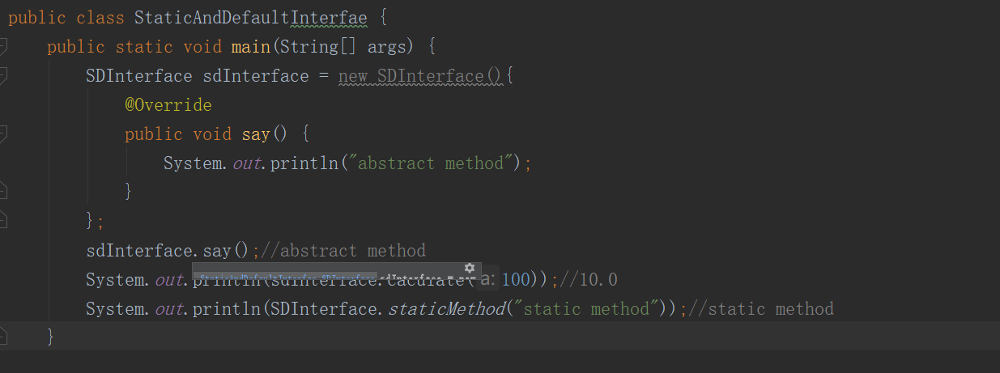 public class StaticAndDefaultInterfae {
public static void main(String[] args) {
SDInterface sdInterface = new SDInterface(){
@Override
public void say() {
System.out.println("abstract method");
}
};
sdInterface.say();//abstract method
System.out.println(sdInterface. a: 100));//10.0
System.out.println(SDInterface.staticMethod("static method"));//static method
}